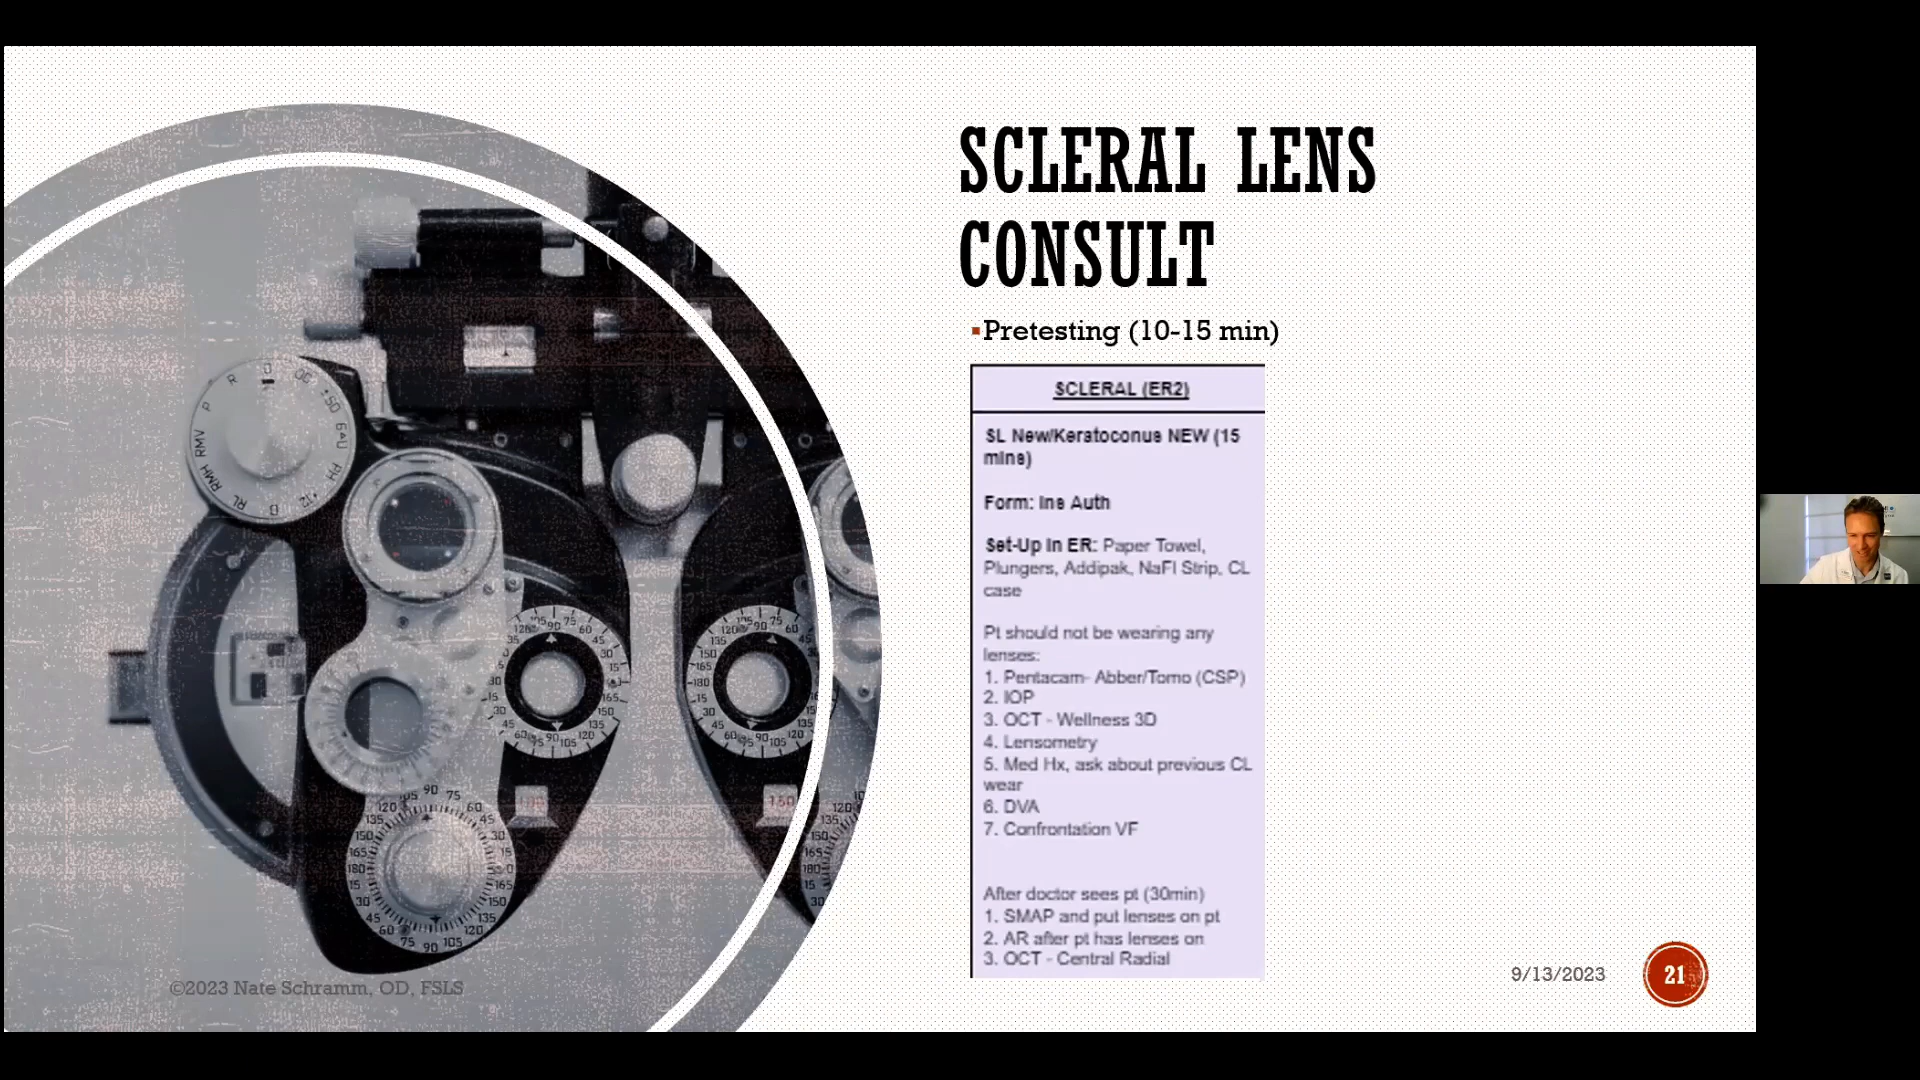 SCLERAL LENS
CONSULT
Pretesting (10-15 min)
SCLERAL (ER2)
SL New/Keratoconus NEW (15
mins)
Form: Ins Auth
Set-Up in ER: Paper Towel,
Plungers, Addipak, NaFl Strip, CL
case
Pt should not be wearing any
lenses:
1. Pentacam- Abber/Tomo (CSP)
2. IOP
3. OCT - Wellness 3D
4. Lensometry
5. Med Hx, ask about previous CL
wear
6. DVA
7. Confrontation VF
After doctor sees pt (30min)
1. SMAP and put lenses on pt
2. AR after pt has lenses on
3. OCT - Central Radial
©2023 Nate Schramm, OD, FSLS
9/13/2023
21